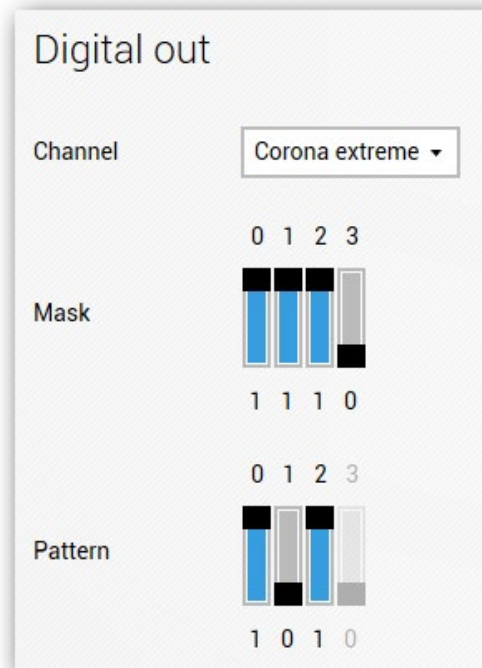 Digital out
Channel Corona extreme
0 1 2 3
Mask
1 1 1 0
0 1 2 3
Pattern
1 0 1 0